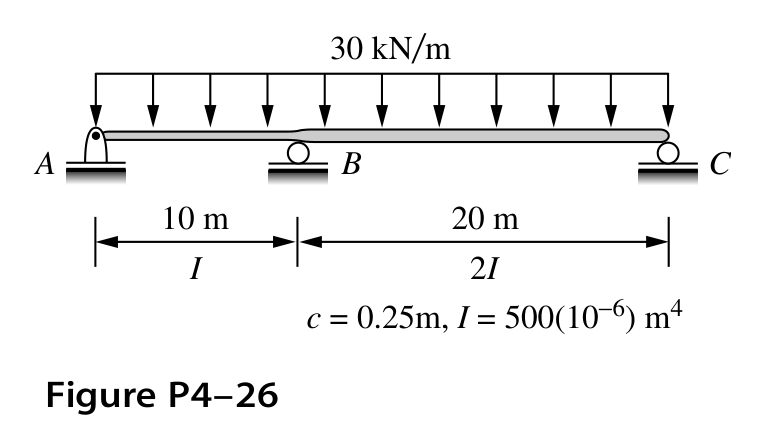 30 kN/m
A B C
10 m 20 m
I 2I
c = 0.25m, I = 500(10⁻⁶) m⁴
Figure P4–26